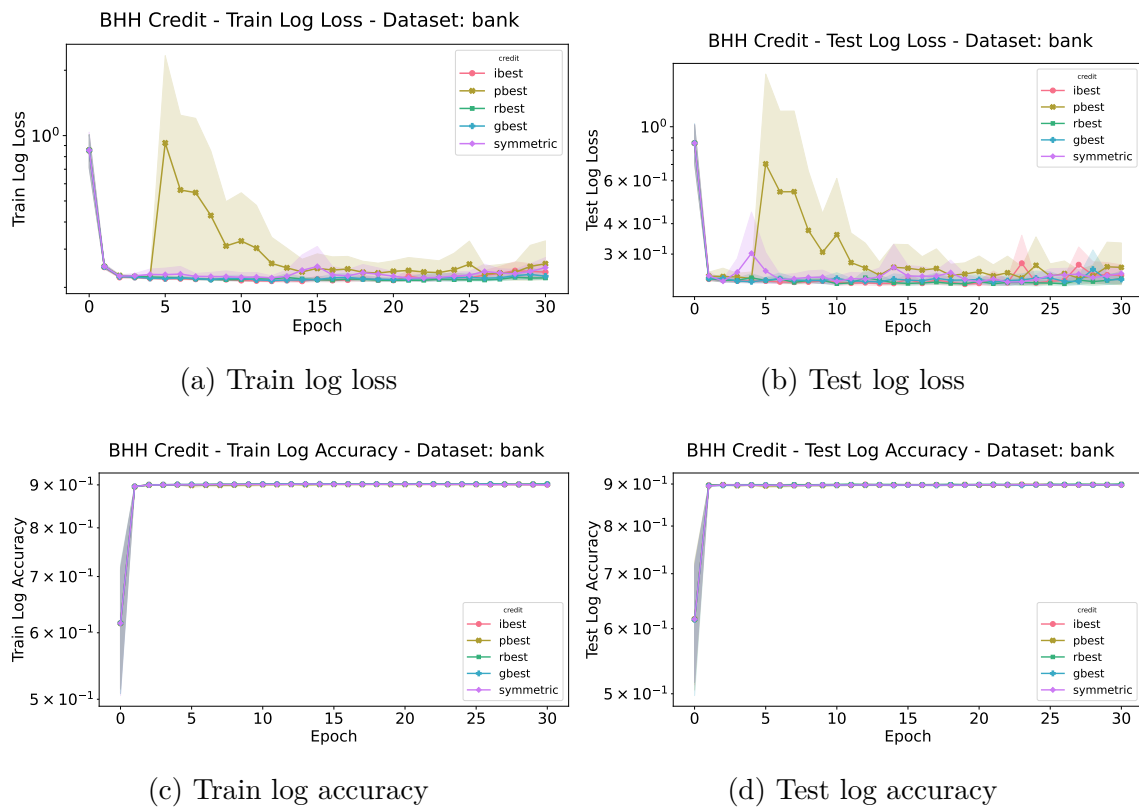 BHH Credit - Train Log Loss - Dataset: bank
Train Log Loss
10⁰
credit
ibest
pbest
rbest
gbest
symmetric
0 5 10 15 20 25 30
Epoch
(a) Train log loss
BHH Credit - Test Log Loss - Dataset: bank
Test Log Loss
10⁰
6 × 10⁻¹
4 × 10⁻¹
3 × 10⁻¹
credit
ibest
pbest
rbest
gbest
symmetric
0 5 10 15 20 25 30
Epoch
(b) Test log loss
BHH Credit - Train Log Accuracy - Dataset: bank
Train Log Accuracy
9 × 10⁻¹
8 × 10⁻¹
7 × 10⁻¹
6 × 10⁻¹
5 × 10⁻¹
credit
ibest
pbest
rbest
gbest
symmetric
0 5 10 15 20 25 30
Epoch
(c) Train log accuracy
BHH Credit - Test Log Accuracy - Dataset: bank
Test Log Accuracy
9 × 10⁻¹
8 × 10⁻¹
7 × 10⁻¹
6 × 10⁻¹
5 × 10⁻¹
credit
ibest
pbest
rbest
gbest
symmetric
0 5 10 15 20 25 30
Epoch
(d) Test log accuracy